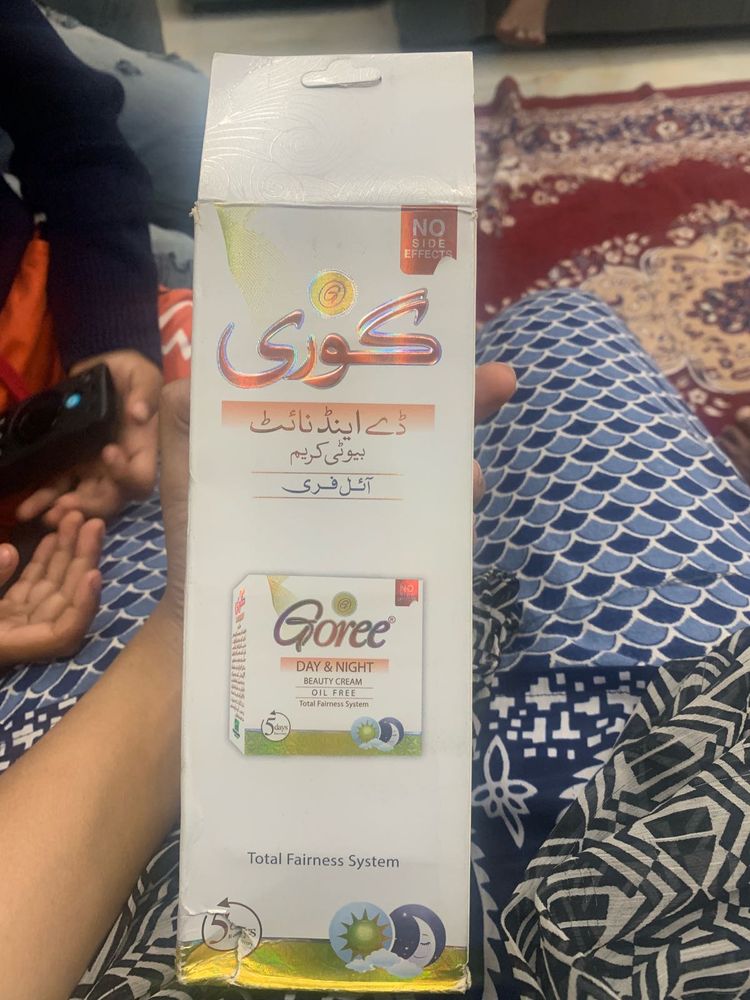 NO
SIDE
EFFECTS
گوری
ڈے اینڈ نائٹ
بیوٹی کریم
آئل فری
NO
Goree®
DAY & NIGHT
BEAUTY CREAM
OIL FREE
Total Fairness System
5 days
Total Fairness System
5